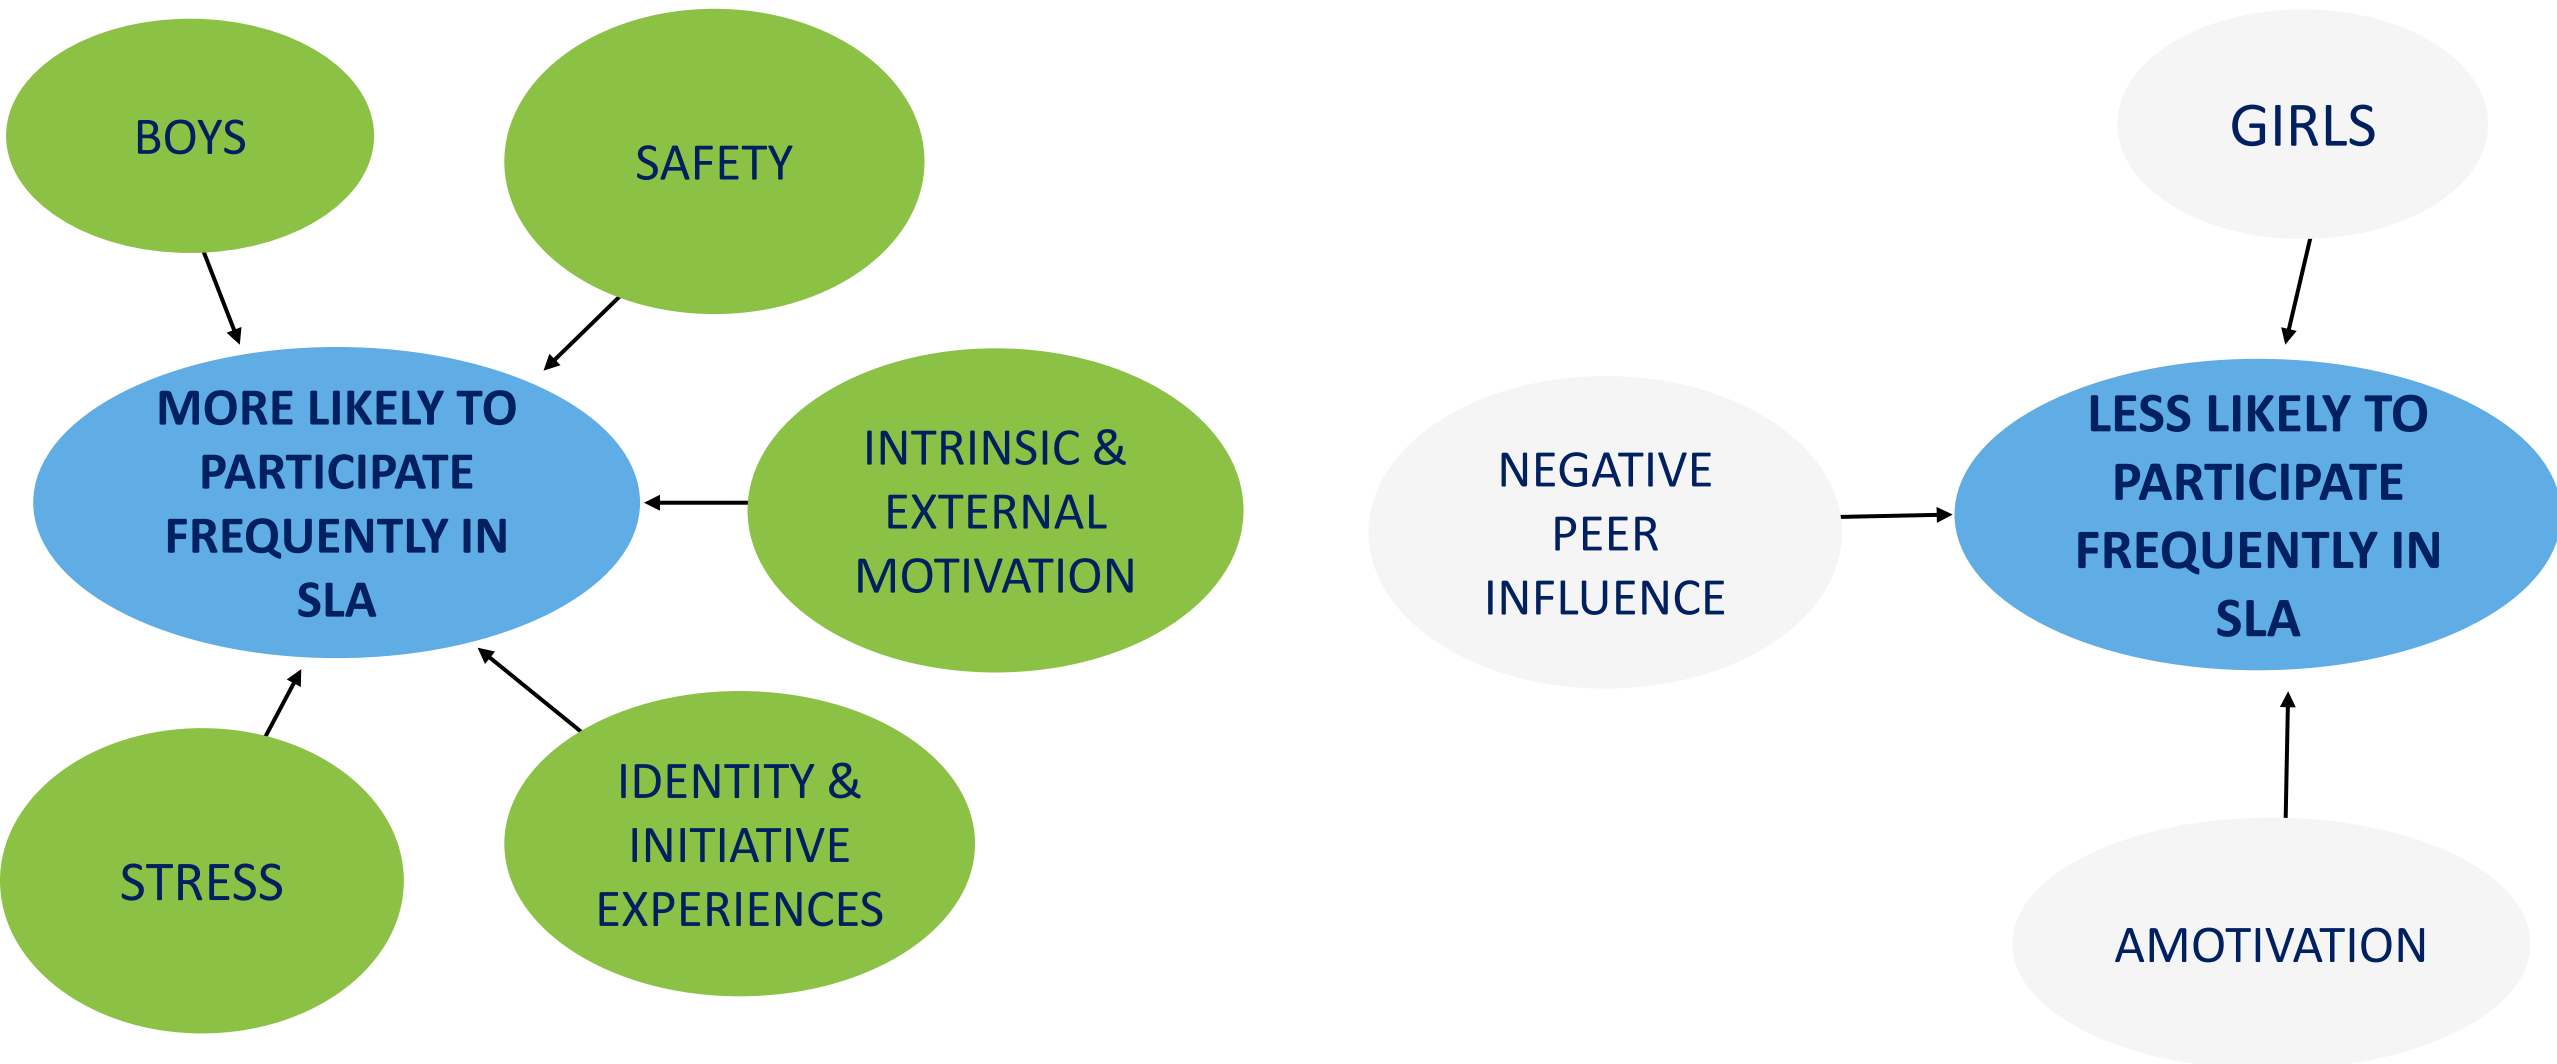 BOYS
SAFETY
MORE LIKELY TO
PARTICIPATE
FREQUENTLY IN
SLA
INTRINSIC &
EXTERNAL
MOTIVATION
STRESS
IDENTITY &
INITIATIVE
EXPERIENCES
GIRLS
NEGATIVE
PEER
INFLUENCE
LESS LIKELY TO
PARTICIPATE
FREQUENTLY IN
SLA
AMOTIVATION